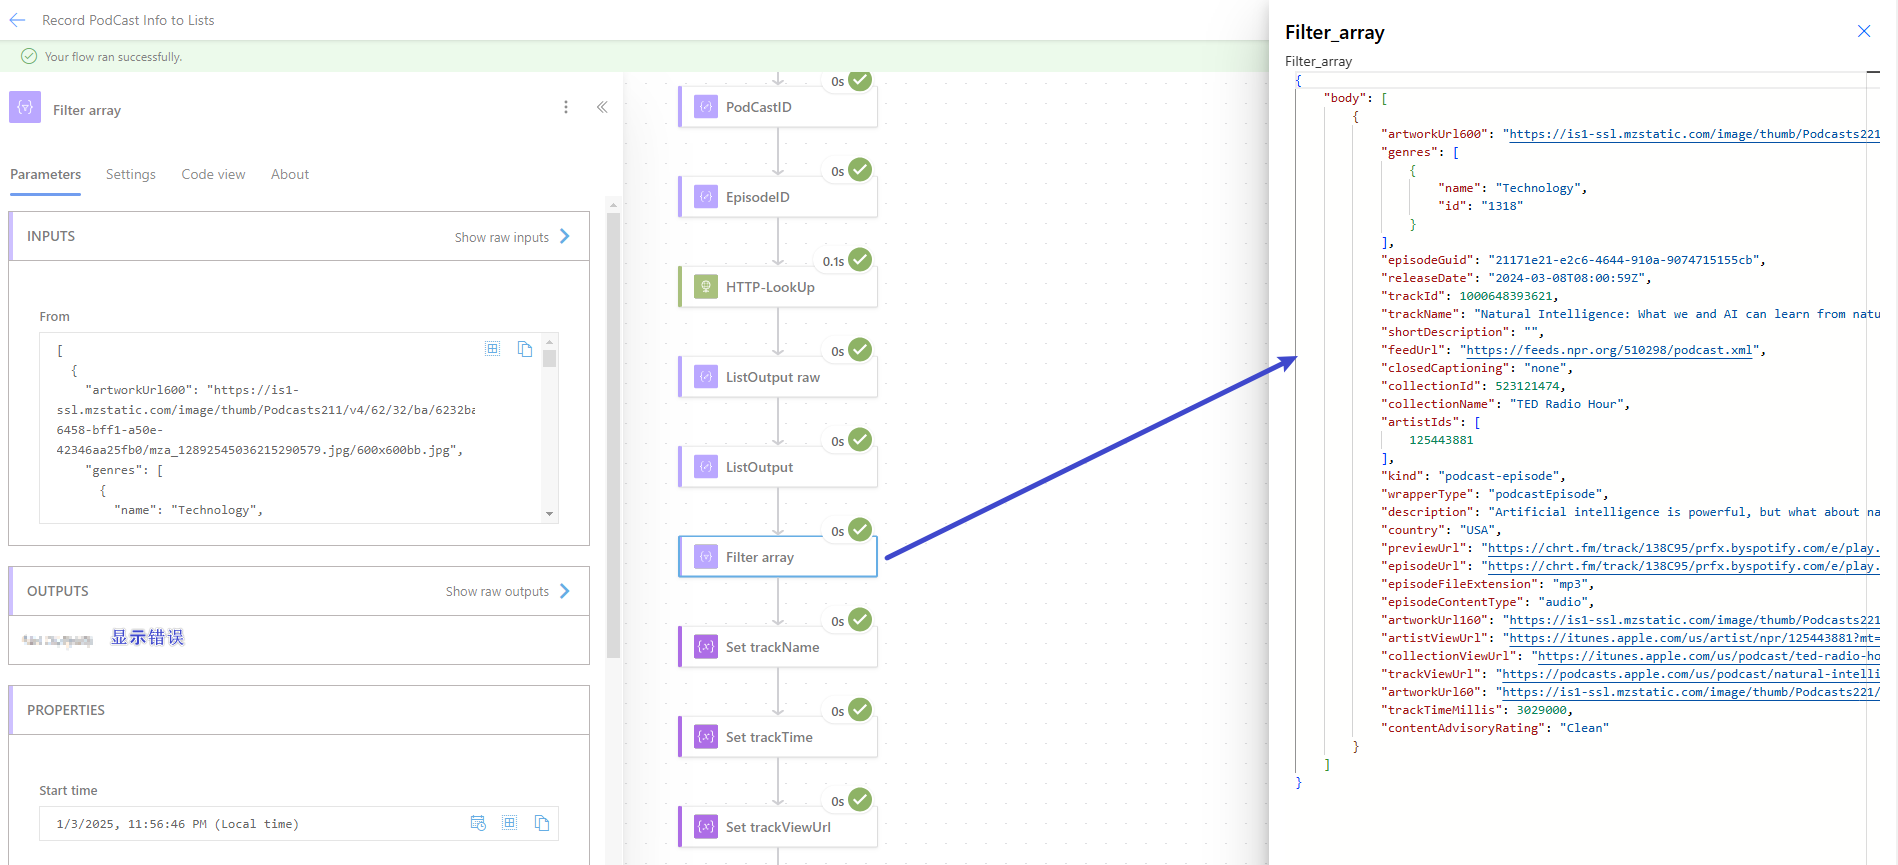 Record PodCast Info to Lists
Your flow ran successfully.
Filter array
Parameters
Settings
Code view
About
INPUTS
Show raw inputs
From
[
{
"artworkUrl600": "https://is1-
ssl.mzstatic.com/image/thumb/Podcasts211/v4/62/32/ba/6232ba
6458-bff1-a50e-
42346aa25fb0/mza_12892545036215290579.jpg/600x600bb.jpg",
"genres": [
{
"name": "Technology",
OUTPUTS
Show raw outputs
显示错误
PROPERTIES
Start time
1/3/2025, 11:56:46 PM (Local time)
0s
PodCastID
0s
EpisodeID
0.1s
HTTP-LookUp
0s
ListOutput raw
0s
ListOutput
0s
Filter array
0s
Set trackName
0s
Set trackTime
0s
Set trackViewUrl
Filter_array
Filter_array
{
"body": [
{
"artworkUrl600": "https://is1-ssl.mzstatic.com/image/thumb/Podcasts221
"genres": [
{
"name": "Technology",
"id": "1318"
}
],
"episodeGuid": "21171e21-e2c6-4644-910a-9074715155cb",
"releaseDate": "2024-03-08T08:00:59Z",
"trackId": 1000648393621,
"trackName": "Natural Intelligence: What we and AI can learn from natu
"shortDescription": "",
"feedUrl": "https://feeds.npr.org/510298/podcast.xml",
"closedCaptioning": "none",
"collectionId": 523121474,
"collectionName": "TED Radio Hour",
"artistIds": [
125443881
],
"kind": "podcast-episode",
"wrapperType": "podcastEpisode",
"description": "Artificial intelligence is powerful, but what about na
"country": "USA",
"previewUrl": "https://chrt.fm/track/138C95/prfx.byspotify.com/e/play.
"episodeUrl": "https://chrt.fm/track/138C95/prfx.byspotify.com/e/play.
"episodeFileExtension": "mp3",
"episodeContentType": "audio",
"artworkUrl160": "https://is1-ssl.mzstatic.com/image/thumb/Podcasts221
"artistViewUrl": "https://itunes.apple.com/us/artist/npr/125443881?mt=
"collectionViewUrl": "https://itunes.apple.com/us/podcast/ted-radio-ho
"trackViewUrl": "https://podcasts.apple.com/us/podcast/natural-intelli
"artworkUrl60": "https://is1-ssl.mzstatic.com/image/thumb/Podcasts221/
"trackTimeMillis": 3029000,
"contentAdvisoryRating": "Clean"
}
]
}